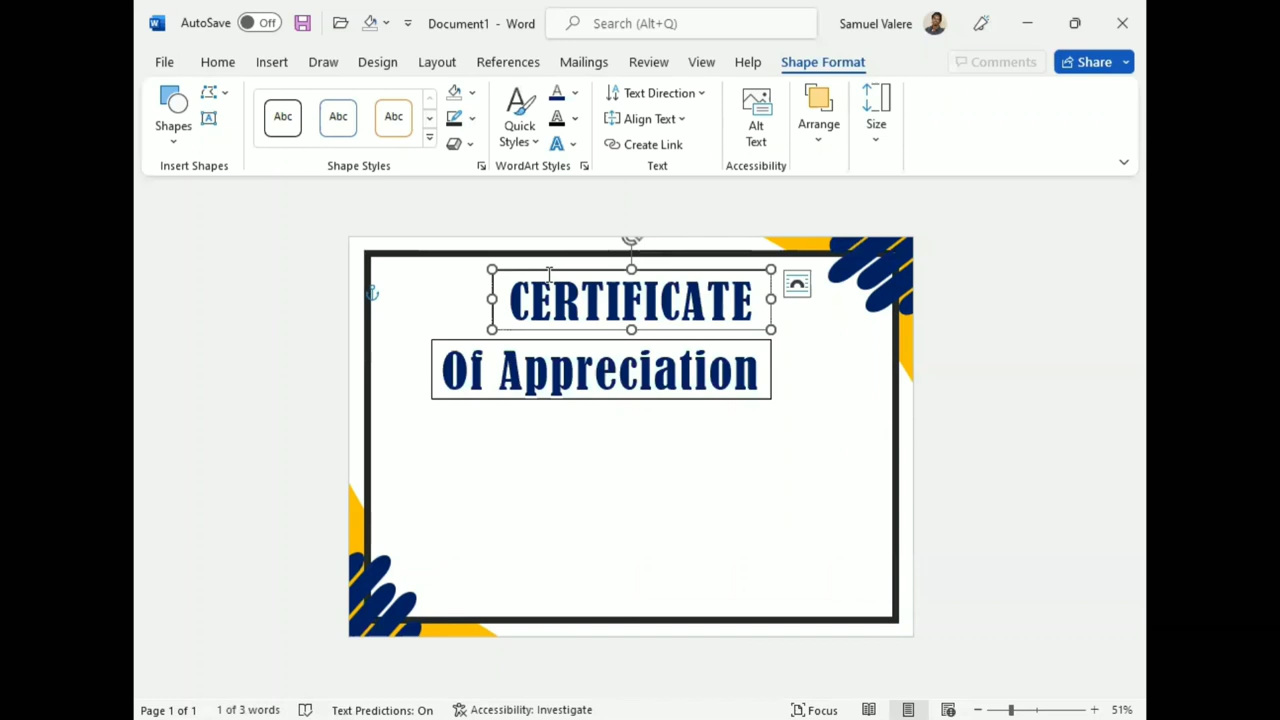 AutoSave Off Document1 - Word Search (Alt+Q) Samuel Valere
File Home Insert Draw Design Layout References Mailings Review View Help Shape Format Comments Share
Shapes
Insert Shapes
Abc Abc Abc
Shape Styles
Quick Styles
WordArt Styles
Text Direction
Align Text
Create Link
Text
Alt Text
Accessibility
Arrange
Size
CERTIFICATE
Of Appreciation
Page 1 of 1 1 of 3 words Text Predictions: On Accessibility: Investigate Focus 51%